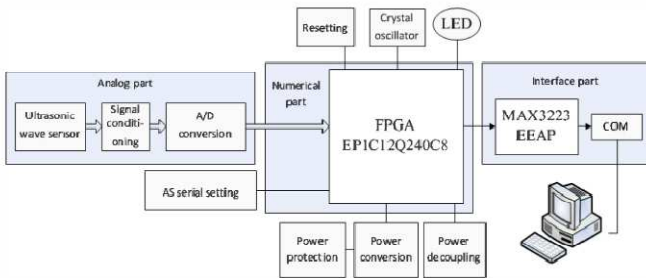 Resetting
Crystal
oscillator
LED
Analog part
Ultrasonic
wave sensor
Signal
conditi-
oning
A/D
conversion
Numerical
part
FPGA
EP1C12Q240C8
Interface part
MAX3223
EEAP
COM
AS serial setting
Power
protection
Power
conversion
Power
decoupling